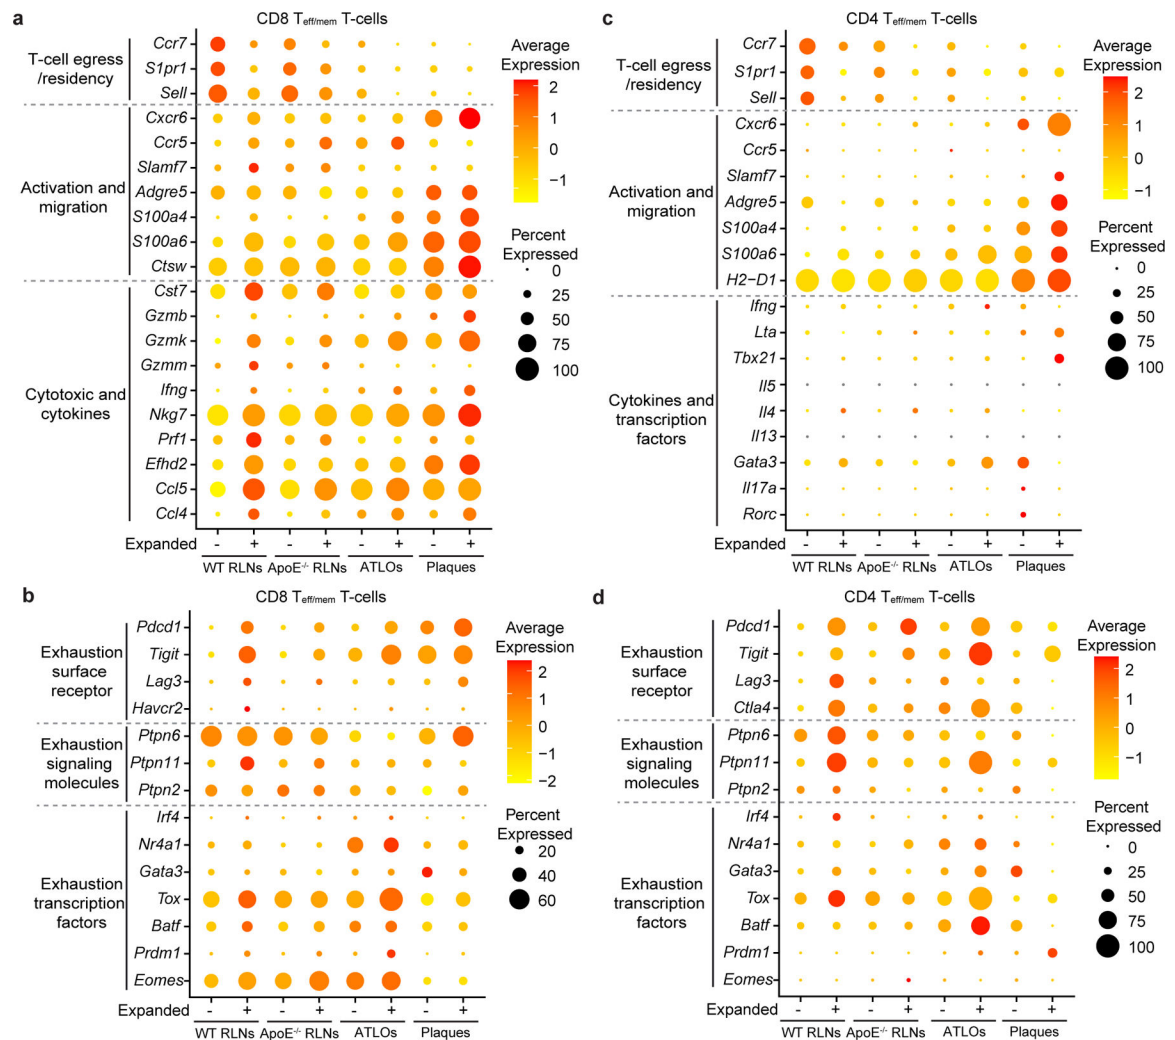 a
CD8 Teff/mem T-cells
T-cell egress
/residency
Ccr7
S1pr1
Sell
Activation and
migration
Cxcr6
Ccr5
Slamf7
Adgre5
S100a4
S100a6
Ctsw
Cytotoxic and
cytokines
Cst7
Gzmb
Gzmk
Gzmm
Ifng
Nkg7
Prf1
Efhd2
Ccl5
Ccl4
Expanded - + - + - + - +
WT RLNs ApoE-/- RLNs ATLOs Plaques
Average
Expression
2
1
0
−1
Percent
Expressed
0
25
50
75
100
c
CD4 Teff/mem T-cells
T-cell egress
/residency
Ccr7
S1pr1
Sell
Activation and
migration
Cxcr6
Ccr5
Slamf7
Adgre5
S100a4
S100a6
H2−D1
Cytokines and
transcription
factors
Ifng
Lta
Tbx21
Il5
Il4
Il13
Gata3
Il17a
Rorc
Expanded - + - + - + - +
WT RLNs ApoE-/- RLNs ATLOs Plaques
Average
Expression
2
1
0
−1
Percent
Expressed
0
25
50
75
100
b
CD8 Teff/mem T-cells
Exhaustion
surface
receptor
Pdcd1
Tigit
Lag3
Havcr2
Exhaustion
signaling
molecules
Ptpn6
Ptpn11
Ptpn2
Exhaustion
transcription
factors
Irf4
Nr4a1
Gata3
Tox
Batf
Prdm1
Eomes
Expanded - + - + - + - +
WT RLNs ApoE-/- RLNs ATLOs Plaques
Average
Expression
2
1
0
−1
−2
Percent
Expressed
20
40
60
d
CD4 Teff/mem T-cells
Exhaustion
surface
receptor
Pdcd1
Tigit
Lag3
Ctla4
Exhaustion
signaling
molecules
Ptpn6
Ptpn11
Ptpn2
Exhaustion
transcription
factors
Irf4
Nr4a1
Gata3
Tox
Batf
Prdm1
Eomes
Expanded - + - + - + - +
WT RLNs ApoE-/- RLNs ATLOs Plaques
Average
Expression
2
1
0
−1
Percent
Expressed
0
25
50
75
100